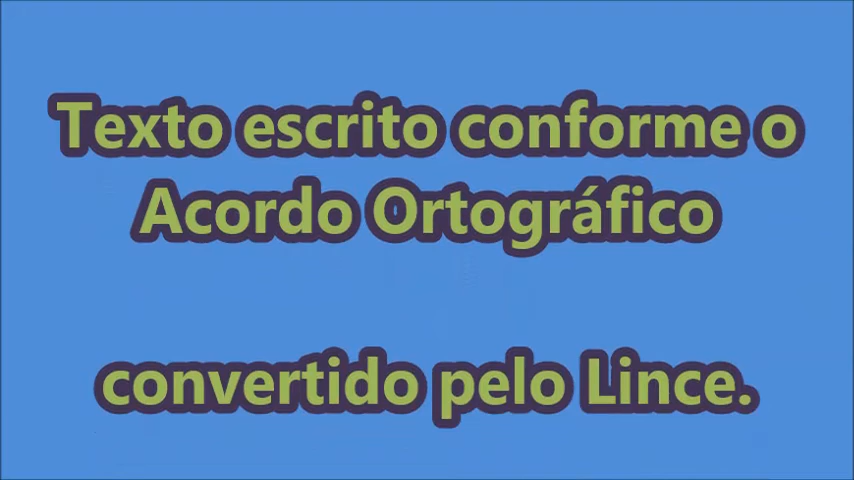 Texto escrito conforme o
Acordo Ortográfico
convertido pelo Lince.